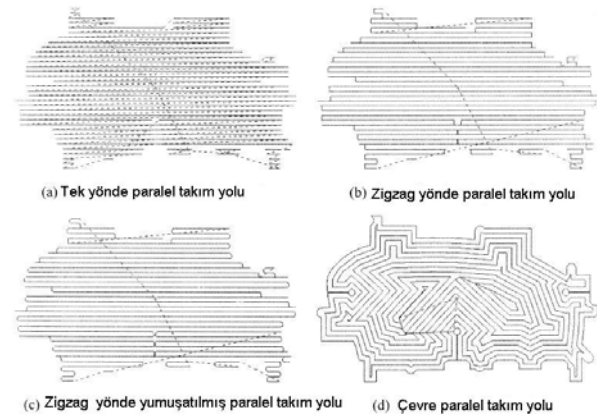 (a) Tek yönde paralel takım yolu
(b) Zigzag yönde paralel takım yolu
(c) Zigzag yönde yumuşatılmış paralel takım yolu
(d) Çevre paralel takım yolu